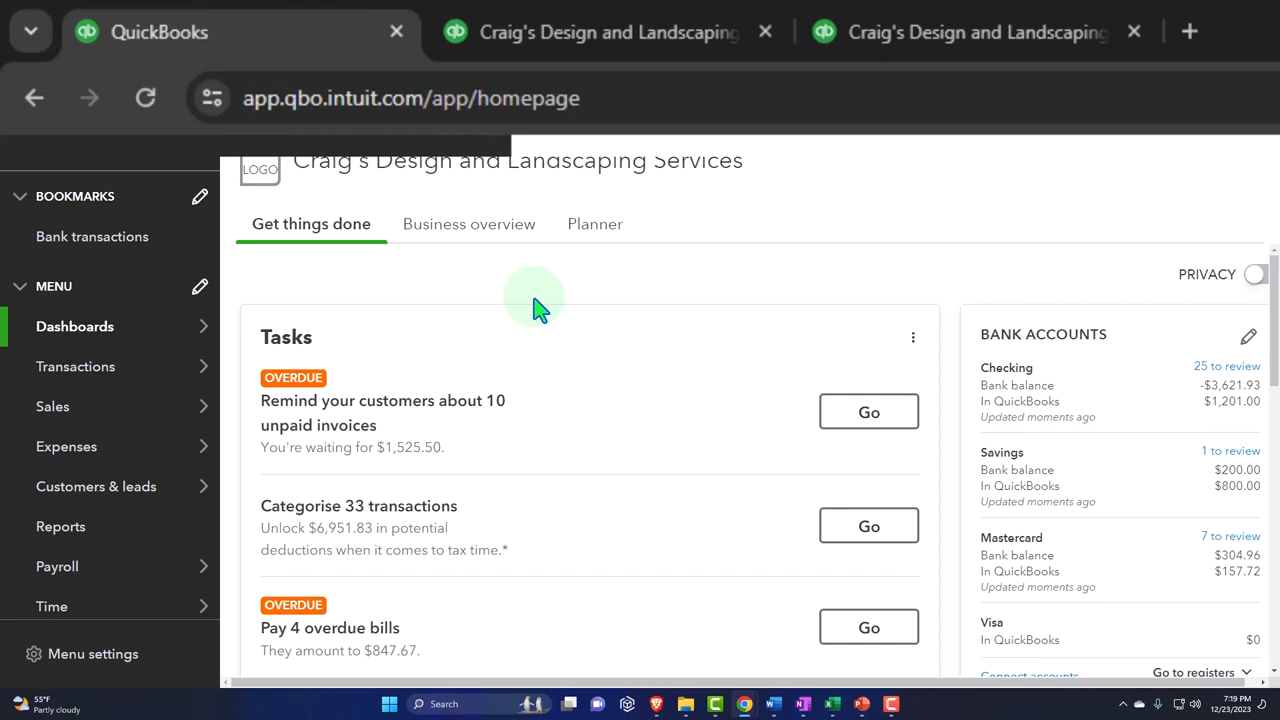 QuickBooks
Craig's Design and Landscaping
Craig's Design and Landscaping
app.qbo.intuit.com/app/homepage
LOGO
Craig's Design and Landscaping Services
BOOKMARKS
Bank transactions
MENU
Dashboards
Transactions
Sales
Expenses
Customers & leads
Reports
Payroll
Time
Menu settings
Get things done
Business overview
Planner
PRIVACY
Tasks
OVERDUE
Remind your customers about 10
unpaid invoices
You're waiting for $1,525.50.
Go
Categorise 33 transactions
Unlock $6,951.83 in potential
deductions when it comes to tax time.*
Go
OVERDUE
Pay 4 overdue bills
They amount to $847.67.
Go
BANK ACCOUNTS
Checking 25 to review
Bank balance -$3,621.93
In QuickBooks $1,201.00
Updated moments ago
Savings 1 to review
Bank balance $200.00
In QuickBooks $800.00
Updated moments ago
Mastercard 7 to review
Bank balance $304.96
In QuickBooks $157.72
Updated moments ago
Visa
In QuickBooks $0
Connect accounts Go to registers
55°F
Partly cloudy
Search
7:19 PM
12/23/2023